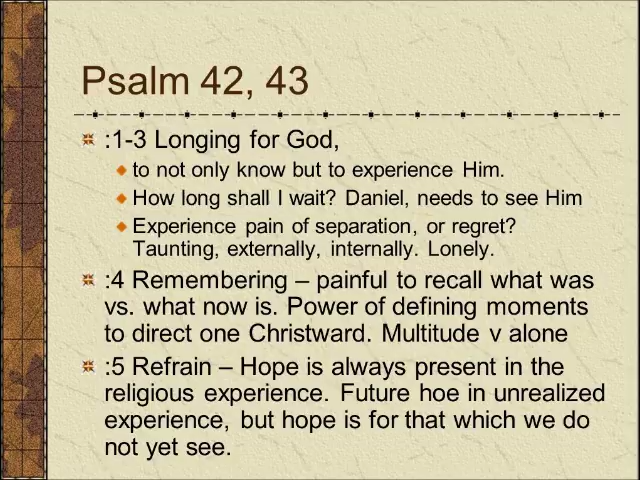 Psalm 42, 43
:1-3 Longing for God,
to not only know but to experience Him.
How long shall I wait? Daniel, needs to see Him
Experience pain of separation, or regret?
Taunting, externally, internally. Lonely.
:4 Remembering – painful to recall what was
vs. what now is. Power of defining moments
to direct one Christward. Multitude v alone
:5 Refrain – Hope is always present in the
religious experience. Future hoe in unrealized
experience, but hope is for that which we do
not yet see.